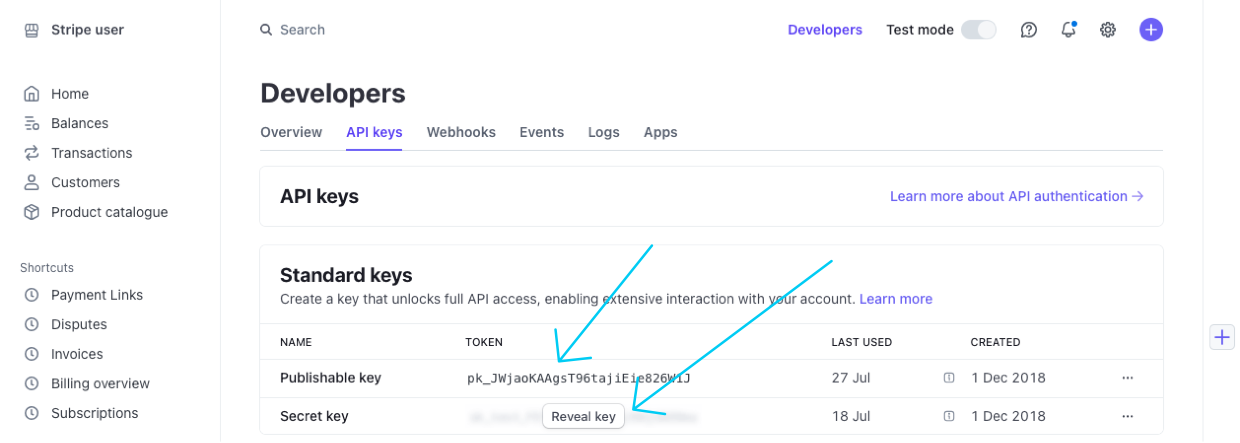 Stripe user
Search
Developers
Test mode
Home
Balances
Transactions
Customers
Product catalogue
Shortcuts
Payment Links
Disputes
Invoices
Billing overview
Subscriptions
Developers
Overview API keys Webhooks Events Logs Apps
API keys
Learn more about API authentication
Standard keys
Create a key that unlocks full API access, enabling extensive interaction with your account. Learn more
NAME TOKEN LAST USED CREATED
Publishable key pk_JWjaoKAAgsT96tajiEie826W1J 27 Jul 1 Dec 2018
Secret key Reveal key 18 Jul 1 Dec 2018